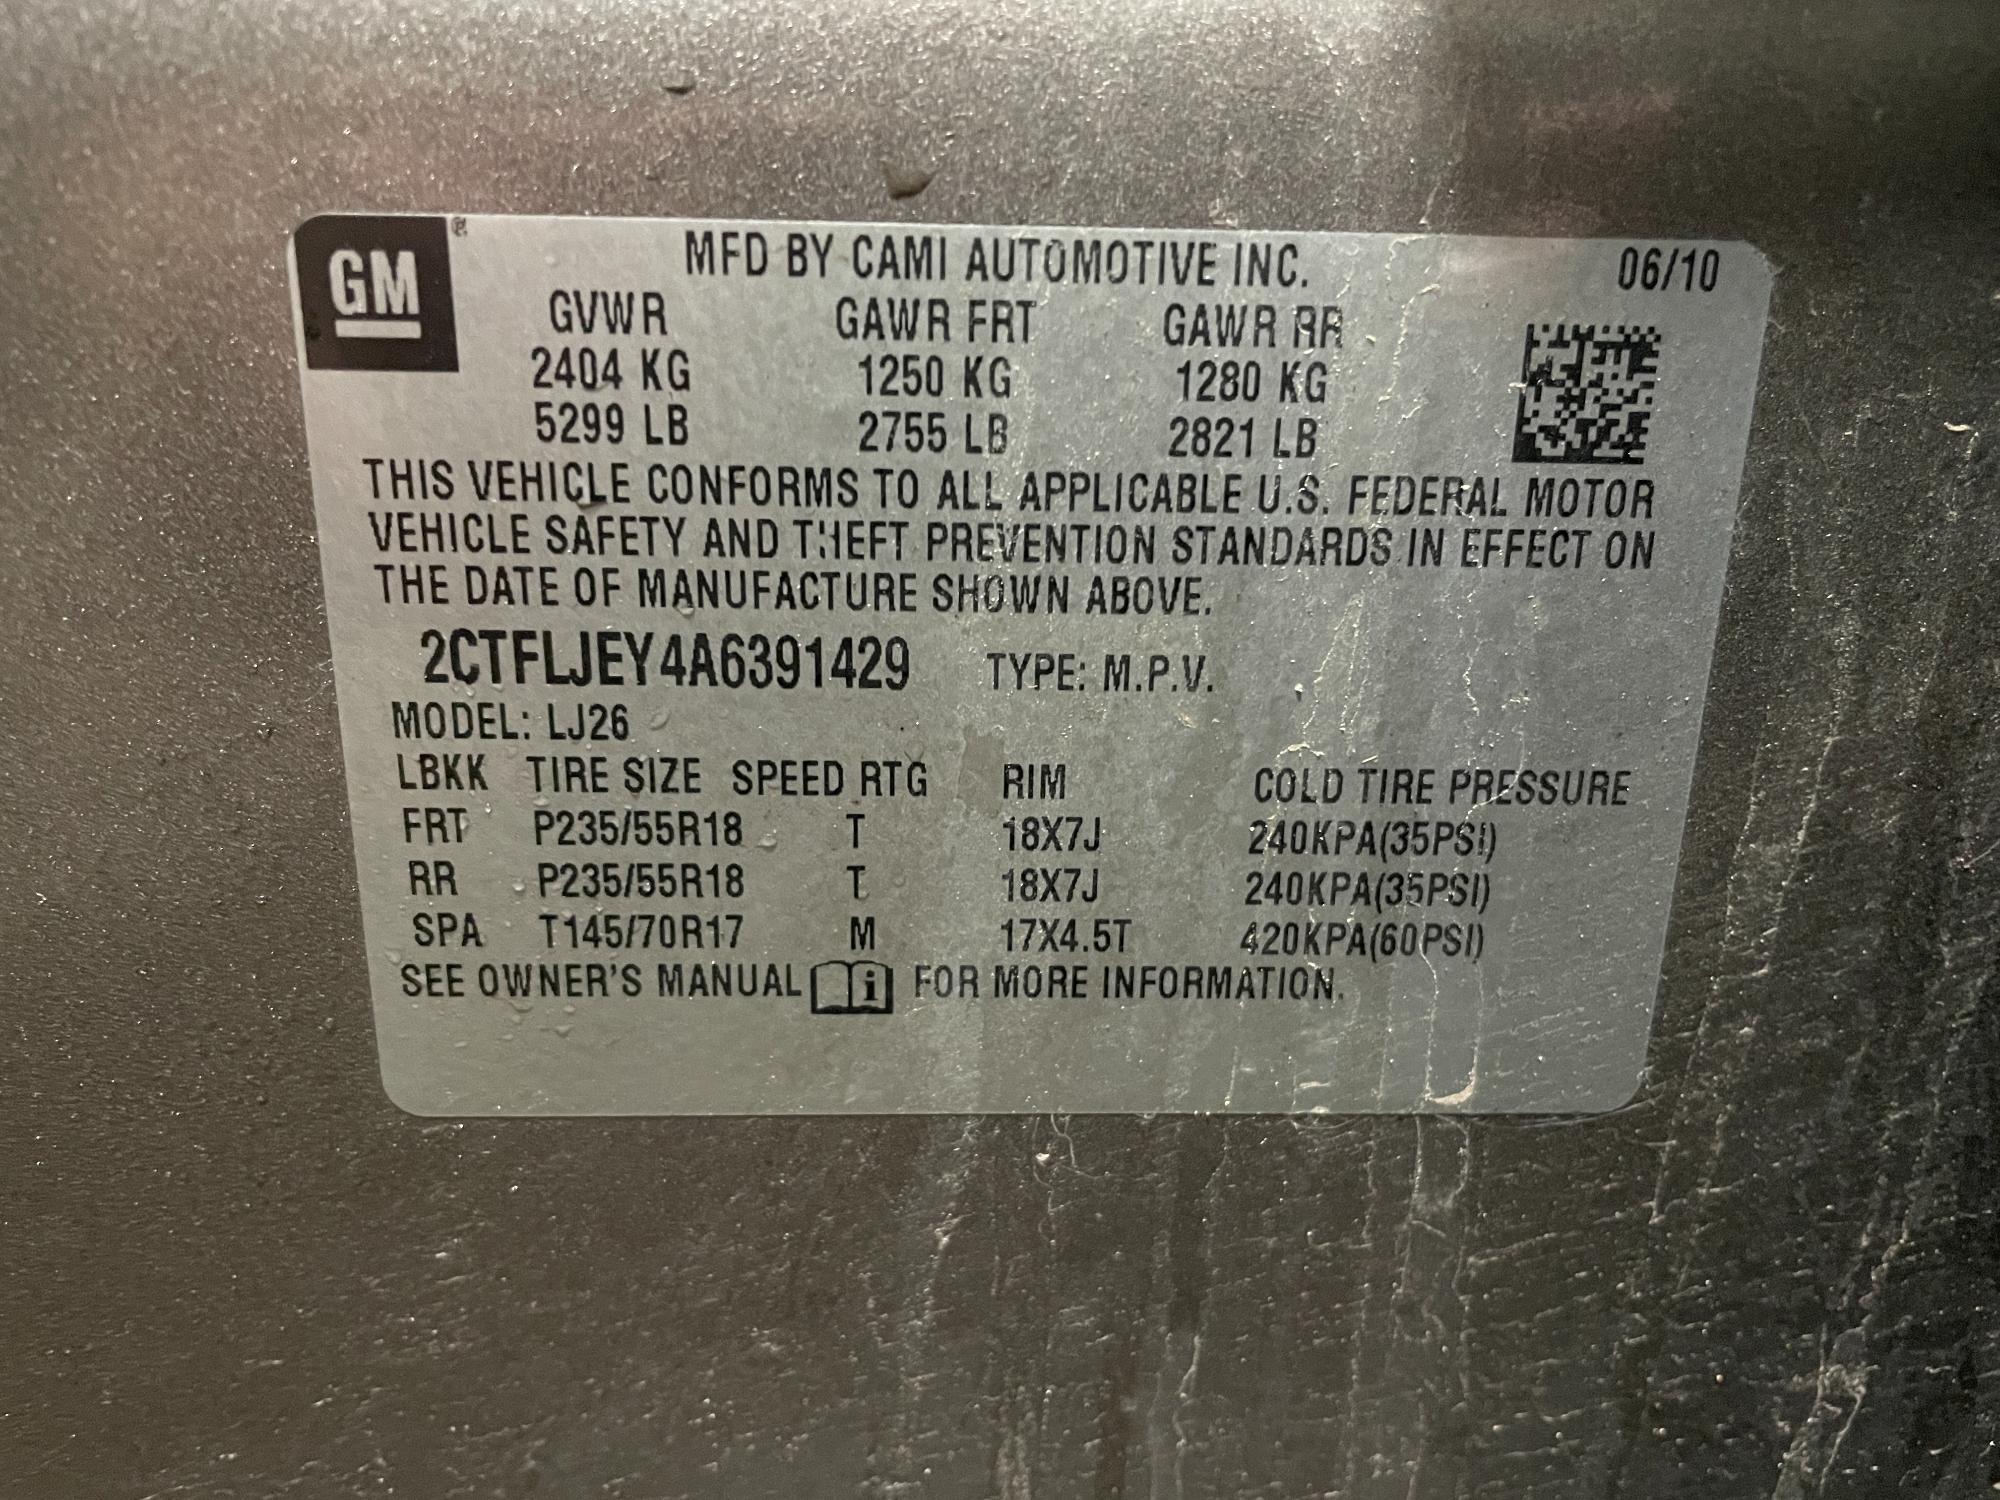 GM ®
MFD BY CAMI AUTOMOTIVE INC. 06/10
GVWR GAWR FRT GAWR RR
2404 KG 1250 KG 1280 KG
5299 LB 2755 LB 2821 LB
THIS VEHICLE CONFORMS TO ALL APPLICABLE U.S. FEDERAL MOTOR
VEHICLE SAFETY AND THEFT PREVENTION STANDARDS IN EFFECT ON
THE DATE OF MANUFACTURE SHOWN ABOVE.
2CTFLJEY4A6391429 TYPE: M.P.V.
MODEL: LJ26
LBKK TIRE SIZE SPEED RTG RIM COLD TIRE PRESSURE
FRT P235/55R18 T 18X7J 240KPA(35PSI)
RR P235/55R18 T 18X7J 240KPA(35PSI)
SPA T145/70R17 M 17X4.5T 420KPA(60PSI)
SEE OWNER'S MANUAL i FOR MORE INFORMATION.